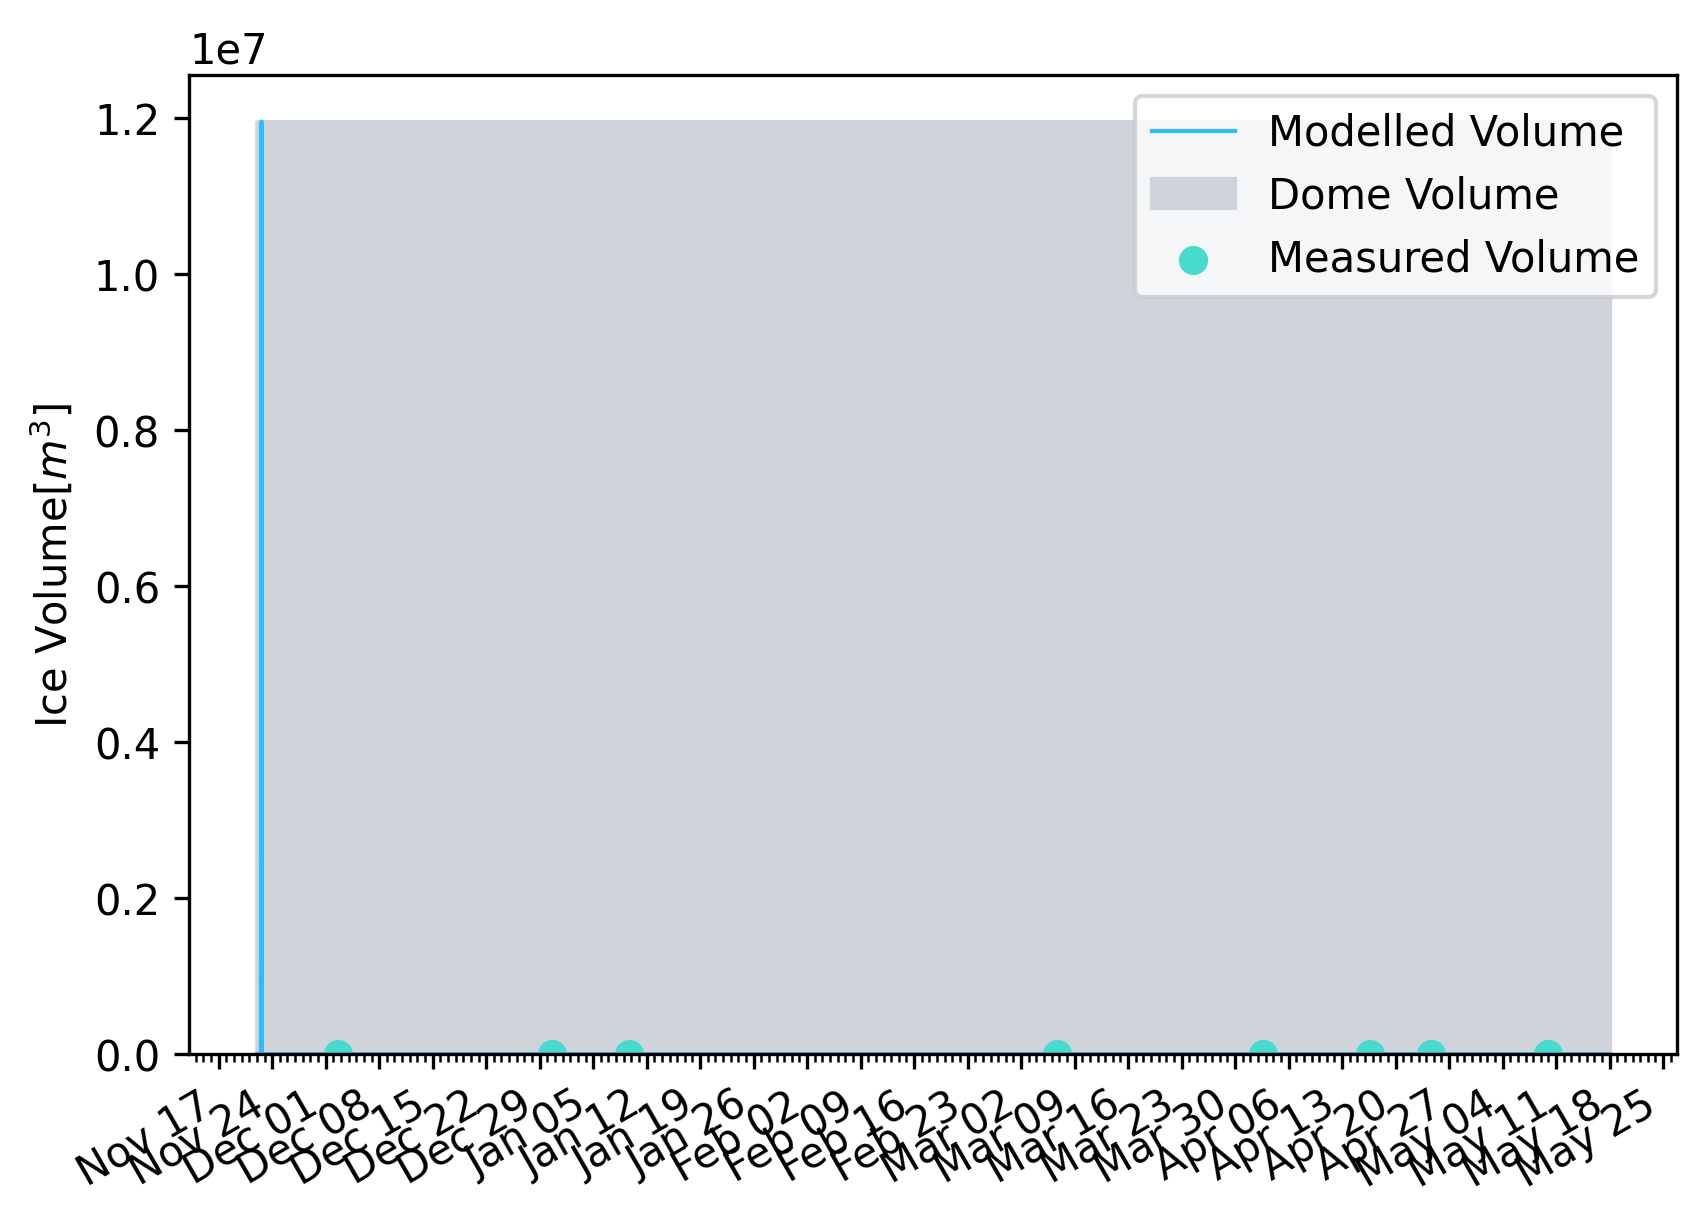 1e7
1.2
1.0
0.8
0.6
0.4
0.2
0.0
Ice Volume[m³]
Modelled Volume
Dome Volume
Measured Volume
Nov 17
Nov 24
Dec 01
Dec 08
Dec 15
Dec 22
Dec 29
Jan 05
Jan 12
Jan 19
Jan 26
Feb 02
Feb 09
Feb 16
Feb 23
Mar 02
Mar 09
Mar 16
Mar 23
Mar 30
Apr 06
Apr 13
Apr 20
Apr 27
May 04
May 11
May 18
May 25